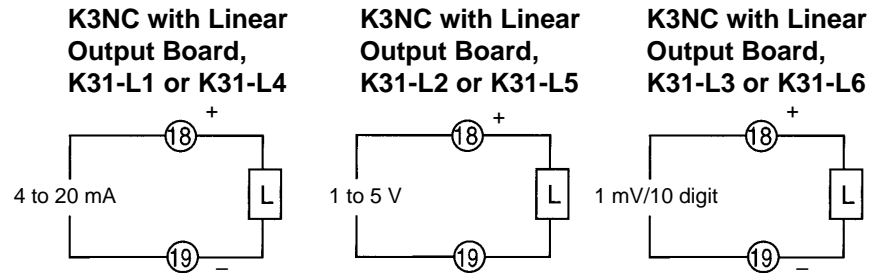 K3NC with Linear
Output Board,
K31-L1 or K31-L4
+
18
4 to 20 mA
L
19
–
K3NC with Linear
Output Board,
K31-L2 or K31-L5
+
18
1 to 5 V
L
19
K3NC with Linear
Output Board,
K31-L3 or K31-L6
+
18
1 mV/10 digit
L
19
–